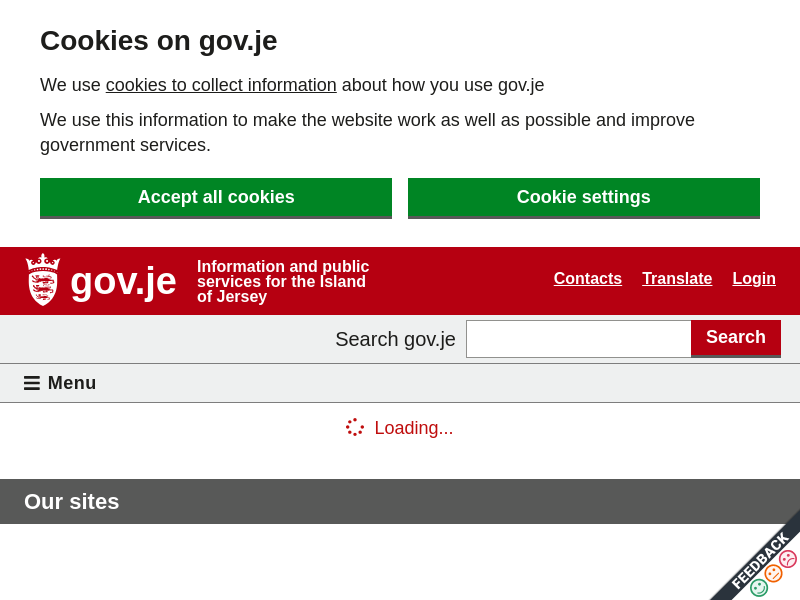 Cookies on gov.je
We use cookies to collect information about how you use gov.je
We use this information to make the website work as well as possible and improve
government services.
Accept all cookies
Cookie settings
gov.je
Information and public
services for the Island
of Jersey
Contacts
Translate
Login
Search gov.je
Search
Menu
Loading...
Our sites
FEEDBACK